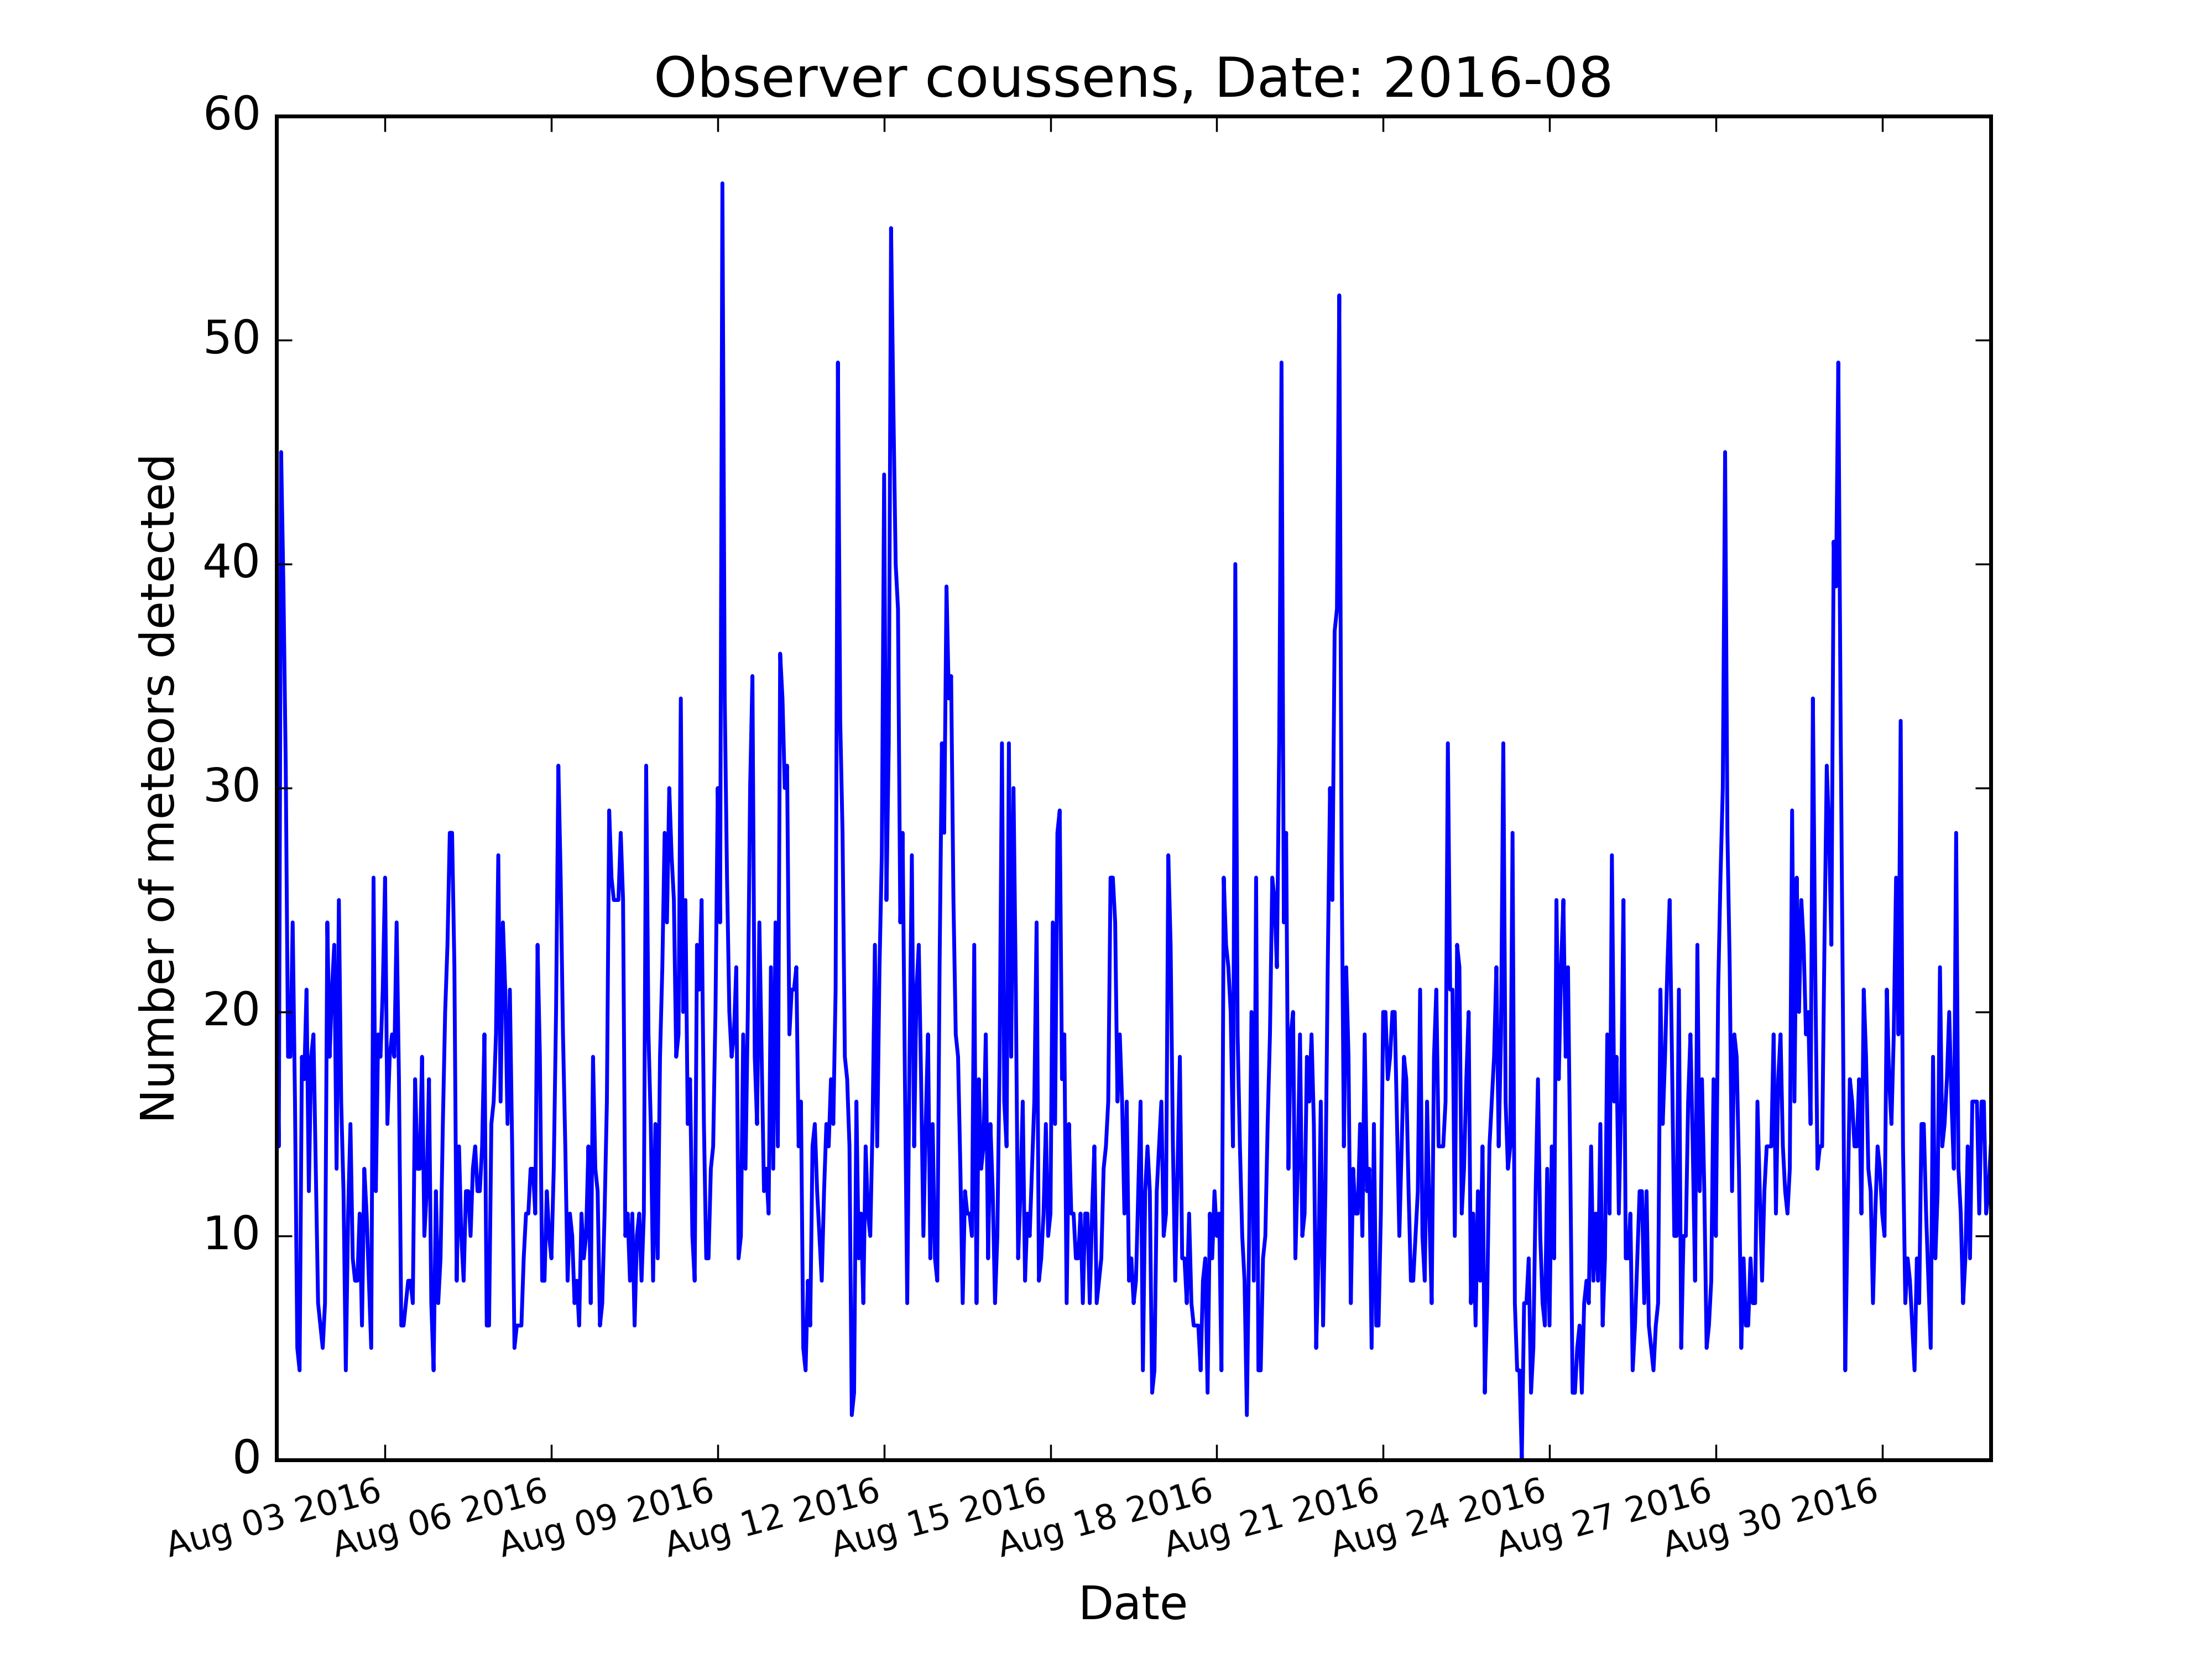 Observer coussens, Date: 2016-08
60
50
40
30
20
10
0
Number of meteors detected
Aug 03 2016
Aug 06 2016
Aug 09 2016
Aug 12 2016
Aug 15 2016
Aug 18 2016
Aug 21 2016
Aug 24 2016
Aug 27 2016
Aug 30 2016
Date